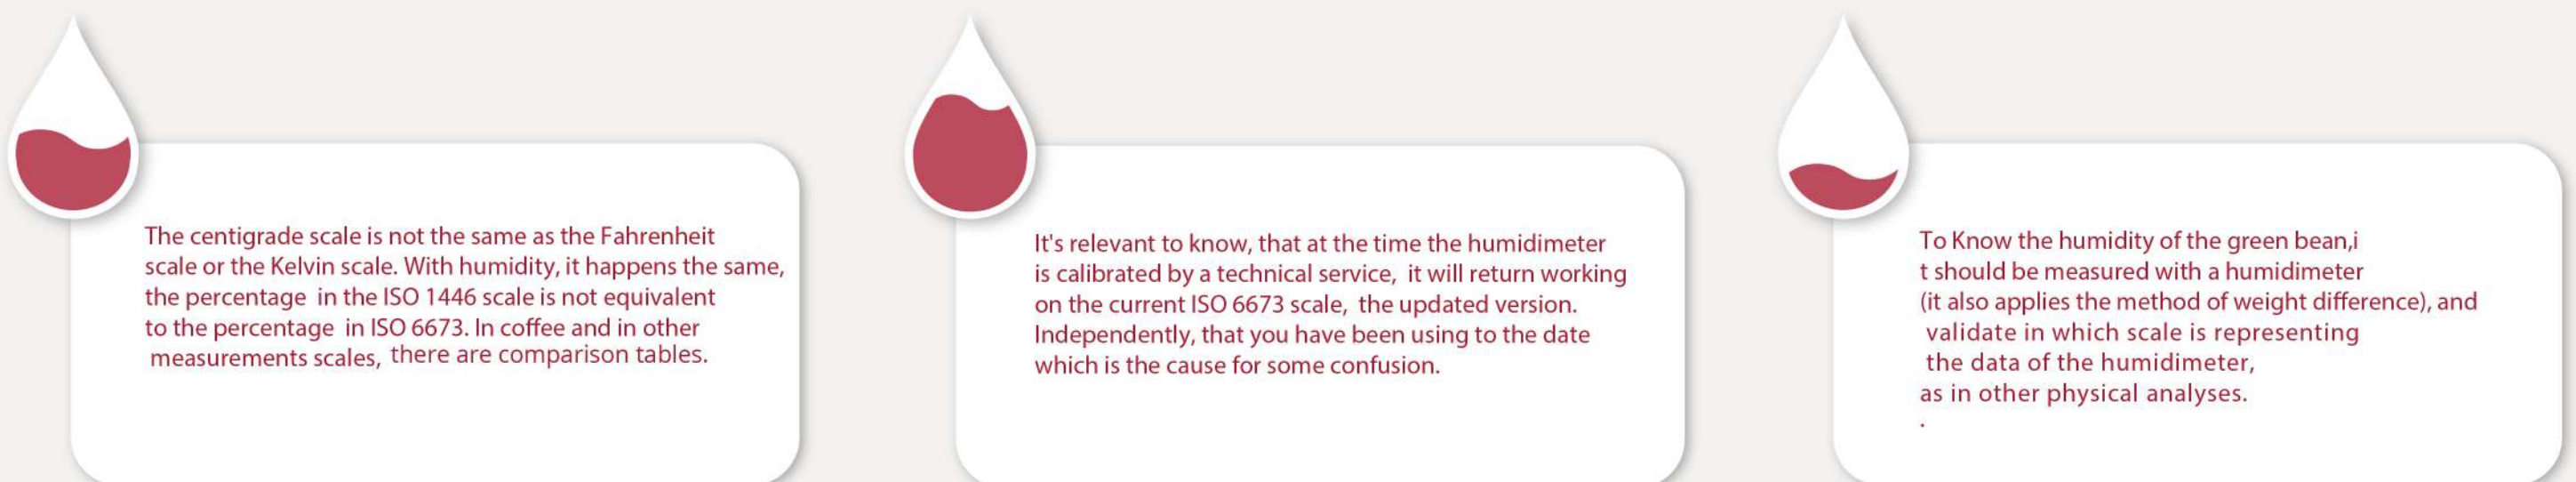 The centigrade scale is not the same as the Fahrenheit
scale or the Kelvin scale. With humidity, it happens the same,
the percentage in the ISO 1446 scale is not equivalent
to the percentage in ISO 6673. In coffee and in other
measurements scales, there are comparison tables.
It's relevant to know, that at the time the humidimeter
is calibrated by a technical service, it will return working
on the current ISO 6673 scale, the updated version.
Independently, that you have been using to the date
which is the cause for some confusion.
To Know the humidity of the green bean,i
t should be measured with a humidimeter
(it also applies the method of weight difference), and
validate in which scale is representing
the data of the humidimeter,
as in other physical analyses.
.